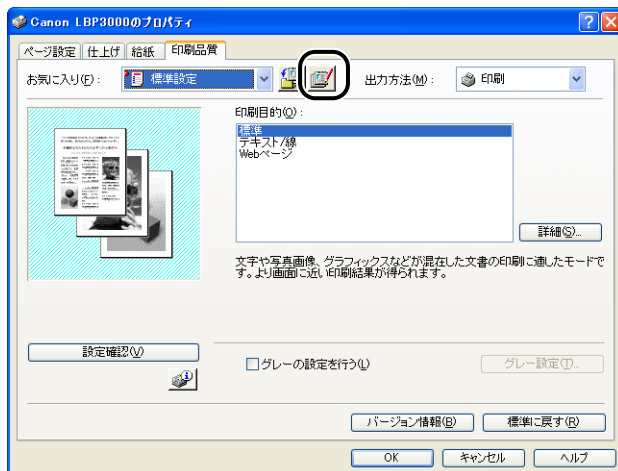 Canon LBP3000のプロパティ
ページ設定 仕上げ 給紙 印刷品質
お気に入り(F): 標準設定 出力方法(M): 印刷
印刷目的(O):
標準
テキスト/線
Webページ
詳細(S)...
文字や写真画像、グラフィックスなどが混在した文書の印刷に適したモードで
す。より画面に近い印刷結果が得られます。
設定確認(V)
グレーの設定を行う(L) グレー設定(T)...
バージョン情報(B) 標準に戻す(R)
OK キャンセル ヘルプ